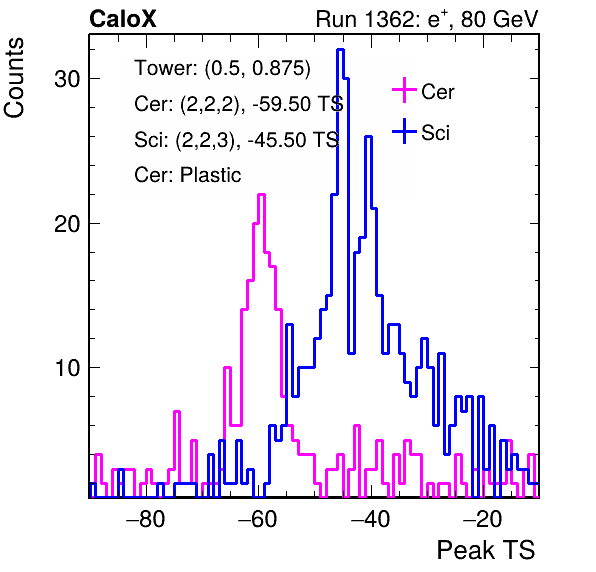 CaloX Run 1362: e⁺, 80 GeV
Counts
Tower: (0.5, 0.875)
Cer: (2,2,2), -59.50 TS
Sci: (2,2,3), -45.50 TS
Cer: Plastic
Cer
Sci
30
20
10
−80 −60 −40 −20
Peak TS